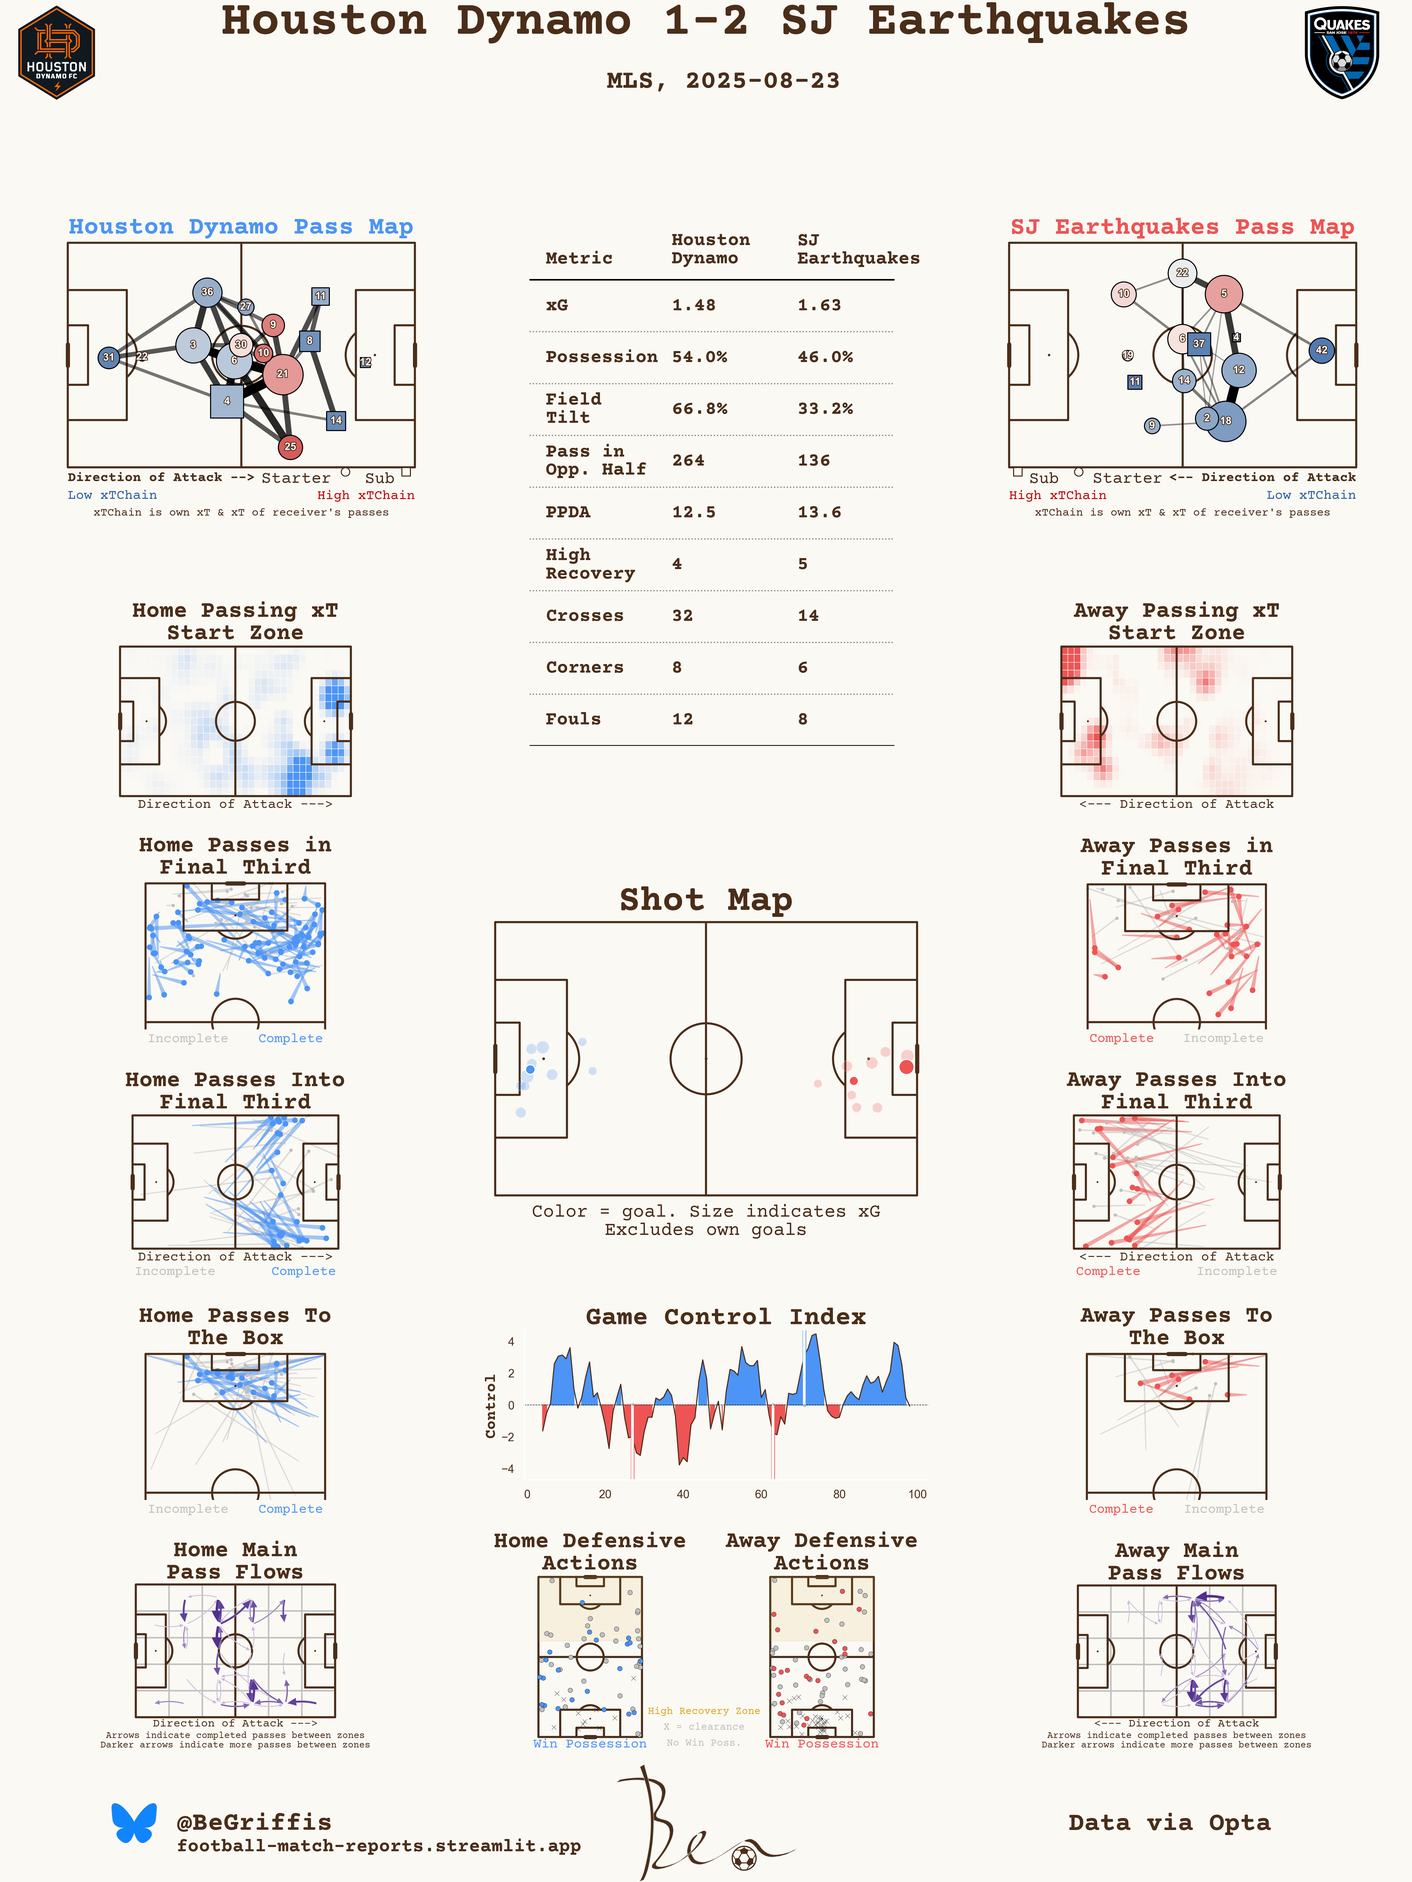 Houston Dynamo 1-2 SJ Earthquakes
MLS, 2025-08-23
HOUSTON
DYNAMO FC
QUAKES
SAN JOSE
Houston Dynamo Pass Map
36
11
27
9
8
3
30
10
6
31
22
12
21
4
14
25
Direction of Attack --> Starter Sub
Low xTChain High xTChain
xTChain is own xT & xT of receiver's passes
Metric Houston Dynamo SJ Earthquakes
xG 1.48 1.63
Possession 54.0% 46.0%
Field Tilt 66.8% 33.2%
Pass in Opp. Half 264 136
PPDA 12.5 13.6
High Recovery 4 5
Crosses 32 14
Corners 8 6
Fouls 12 8
SJ Earthquakes Pass Map
22
10
5
6
37
4
42
19
12
11
14
9
2
18
Sub Starter <-- Direction of Attack
High xTChain Low xTChain
xTChain is own xT & xT of receiver's passes
Home Passing xT
Start Zone
Direction of Attack --->
Away Passing xT
Start Zone
<--- Direction of Attack
Home Passes in
Final Third
Incomplete Complete
Away Passes in
Final Third
Complete Incomplete
Shot Map
Color = goal. Size indicates xG
Excludes own goals
Home Passes Into
Final Third
Direction of Attack --->
Incomplete Complete
Away Passes Into
Final Third
<--- Direction of Attack
Complete Incomplete
Home Passes To
The Box
Incomplete Complete
Game Control Index
Control
4
2
0
−2
−4
0 20 40 60 80 100
Away Passes To
The Box
Complete Incomplete
Home Main
Pass Flows
Direction of Attack --->
Arrows indicate completed passes between zones
Darker arrows indicate more passes between zones
Home Defensive
Actions
Win Possession
High Recovery Zone
X = clearance
No Win Poss.
Away Defensive
Actions
Win Possession
Away Main
Pass Flows
<--- Direction of Attack
Arrows indicate completed passes between zones
Darker arrows indicate more passes between zones
@BeGriffis
football-match-reports.streamlit.app
Ben
Data via Opta